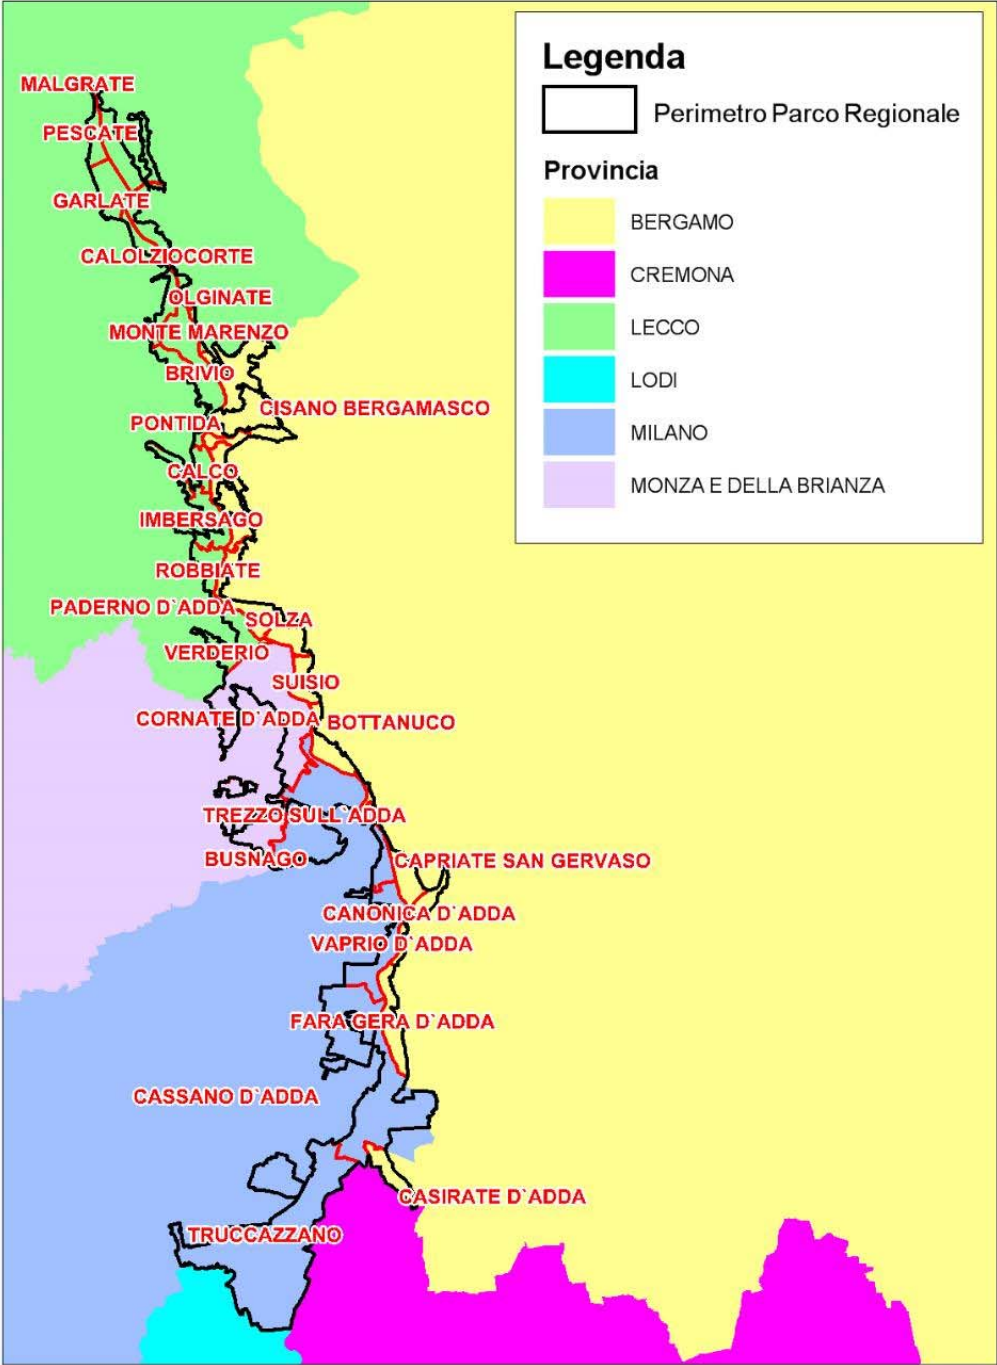 Legenda
Perimetro Parco Regionale
Provincia
BERGAMO
CREMONA
LECCO
LODI
MILANO
MONZA E DELLA BRIANZA
MALGRATE
PESCATE
GARLATE
CALOLZIOCORTE
OLGINATE
MONTE MARENZO
BRIVIO
CISANO BERGAMASCO
PONTIDA
CALCO
IMBERSAGO
ROBBIATE
PADERNO D`ADDA
SOLZA
VERDERIO
SUISIO
CORNATE D`ADDA
BOTTANUCO
TREZZO SULL`ADDA
BUSNAGO
CAPRIATE SAN GERVASO
CANONICA D`ADDA
VAPRIO D`ADDA
FARA GERA D`ADDA
CASSANO D`ADDA
CASIRATE D`ADDA
TRUCCAZZANO